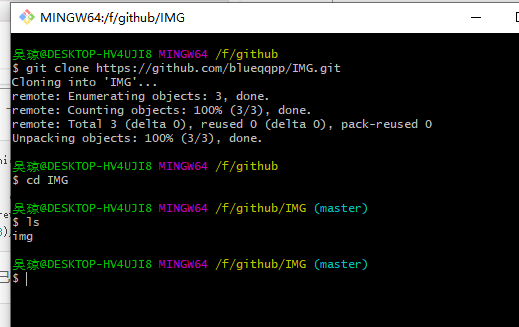 MINGW64:/f/github/IMG
吴琼@DESKTOP-HV4UJI8 MINGW64 /f/github
$ git clone https://github.com/blueqqpp/IMG.git
Cloning into 'IMG'...
remote: Enumerating objects: 3, done.
remote: Counting objects: 100% (3/3), done.
remote: Total 3 (delta 0), reused 0 (delta 0), pack-reused 0
Unpacking objects: 100% (3/3), done.
吴琼@DESKTOP-HV4UJI8 MINGW64 /f/github
$ cd IMG
吴琼@DESKTOP-HV4UJI8 MINGW64 /f/github/IMG (master)
$ ls
img
吴琼@DESKTOP-HV4UJI8 MINGW64 /f/github/IMG (master)
$